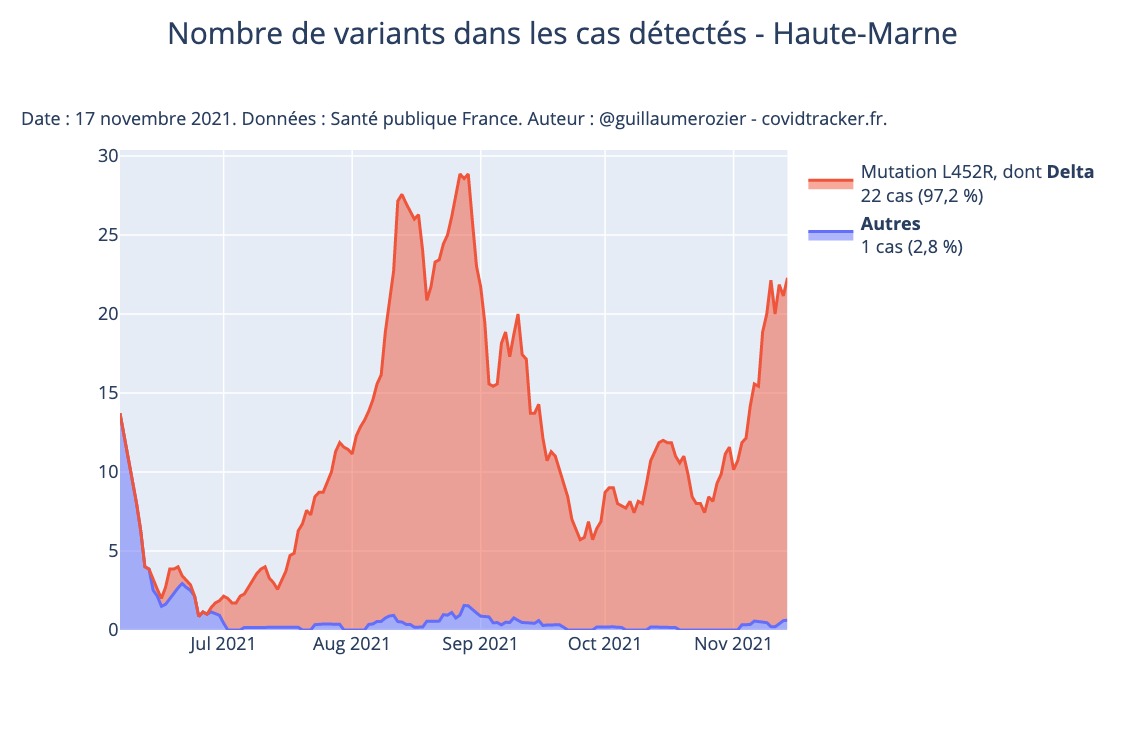 Nombre de variants dans les cas détectés - Haute-Marne
Date : 17 novembre 2021. Données : Santé publique France. Auteur : @guillaumerozier - covidtracker.fr.
30
25
20
15
10
5
0
Jul 2021
Aug 2021
Sep 2021
Oct 2021
Nov 2021
Mutation L452R, dont Delta
22 cas (97,2 %)
Autres
1 cas (2,8 %)